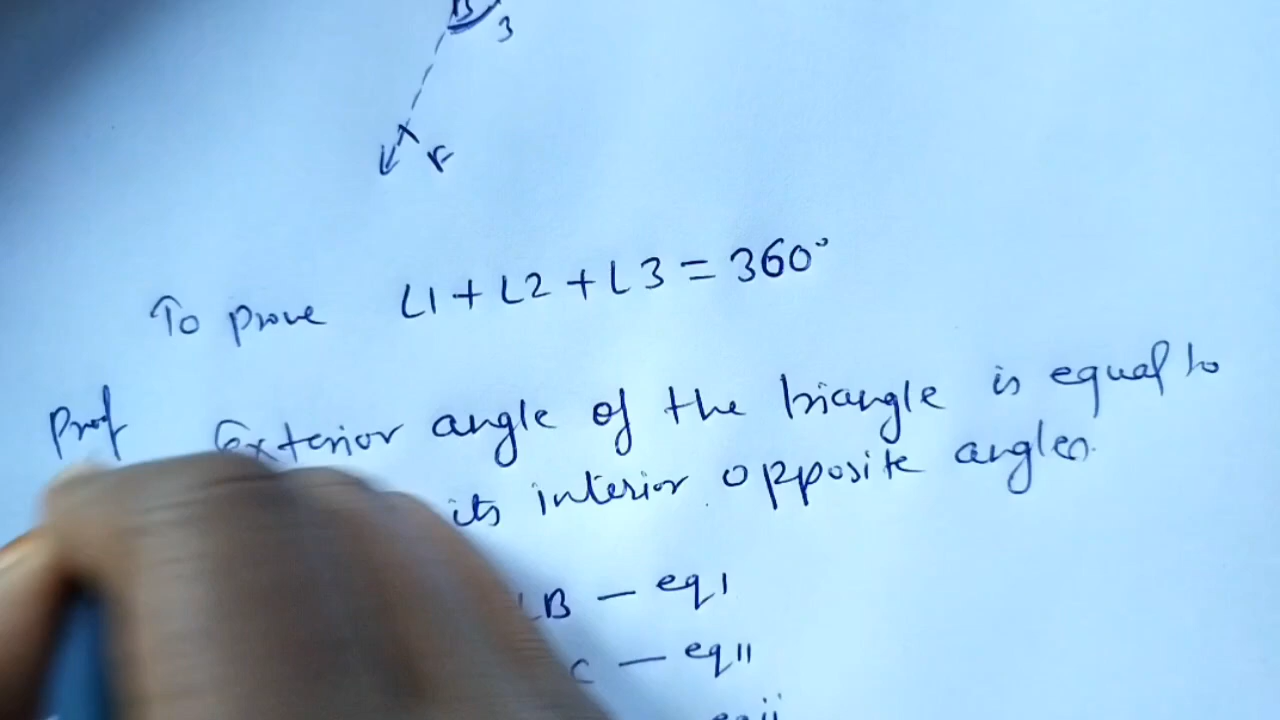 B 3
F
To prove ∠1 + ∠2 + ∠3 = 360°
Proof Exterior angle of the triangle is equal to
its interior opposite angles.
∠B — eq I
C — eq II